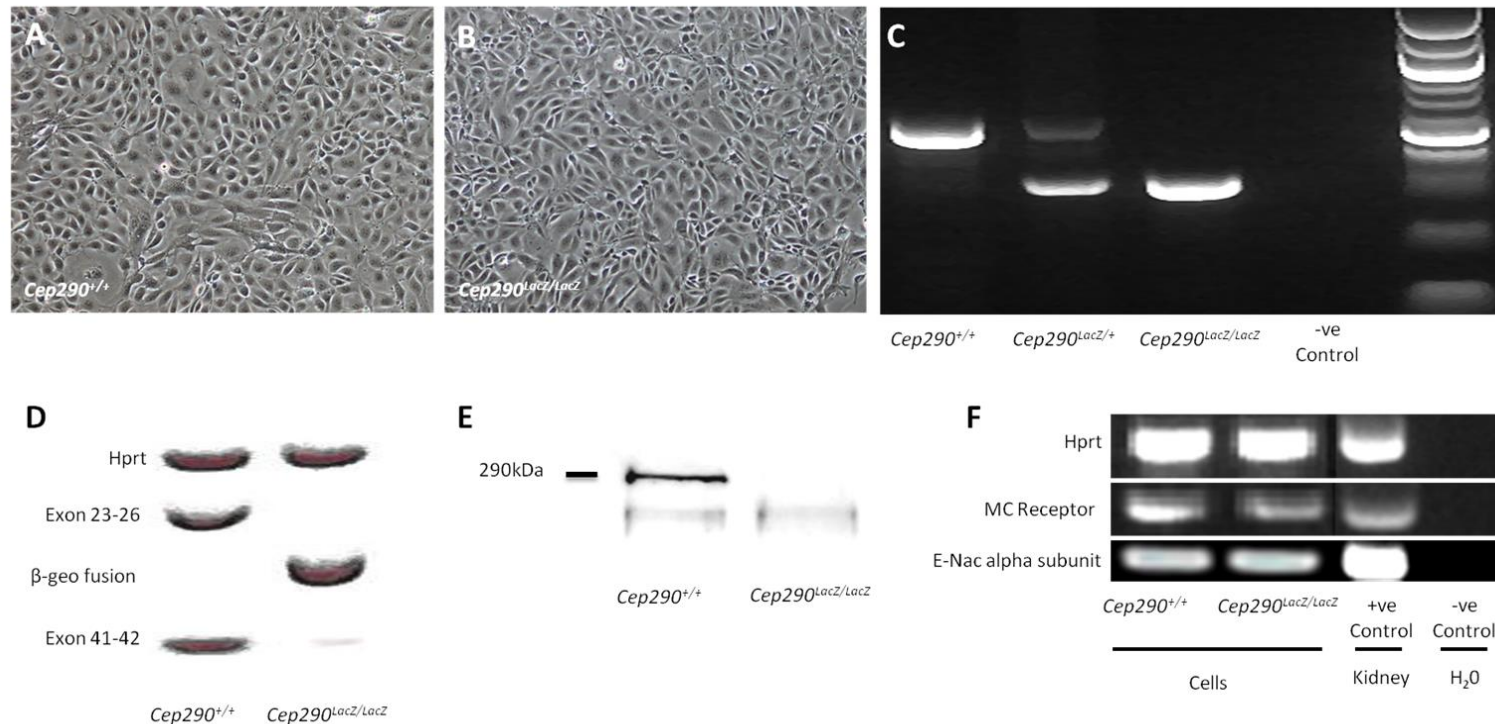 A
B
C
Cep290+/+
Cep290LacZ/LacZ
Cep290+/+
Cep290LacZ/+
Cep290LacZ/LacZ
-ve
Control
D
Hprt
Exon 23-26
β-geo fusion
Exon 41-42
Cep290+/+
Cep290LacZ/LacZ
E
290kDa
Cep290+/+
Cep290LacZ/LacZ
F
Hprt
MC Receptor
E-Nac alpha subunit
Cep290+/+
Cep290LacZ/LacZ
+ve
Control
-ve
Control
Cells
Kidney
H20